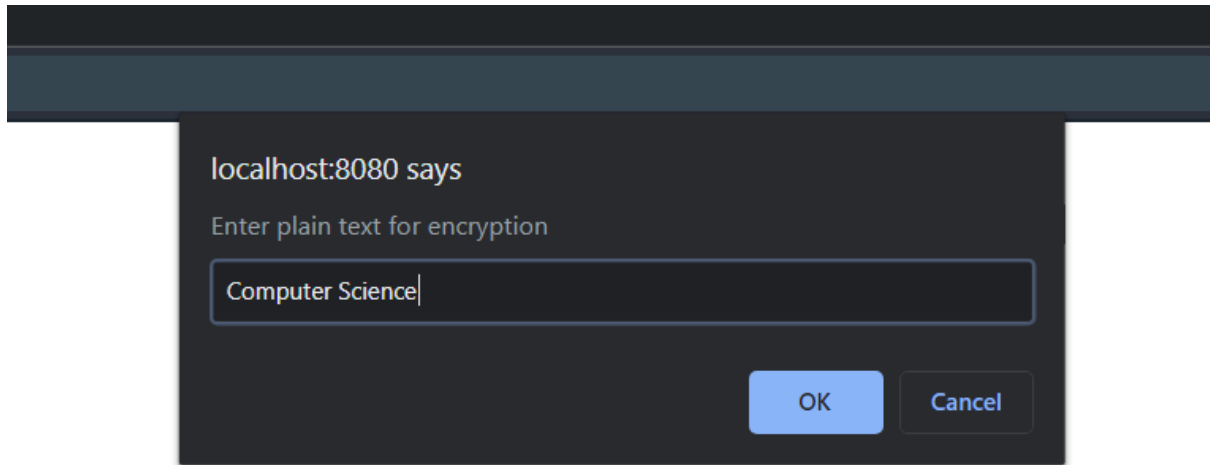 localhost:8080 says
Enter plain text for encryption
Computer Science
OK Cancel